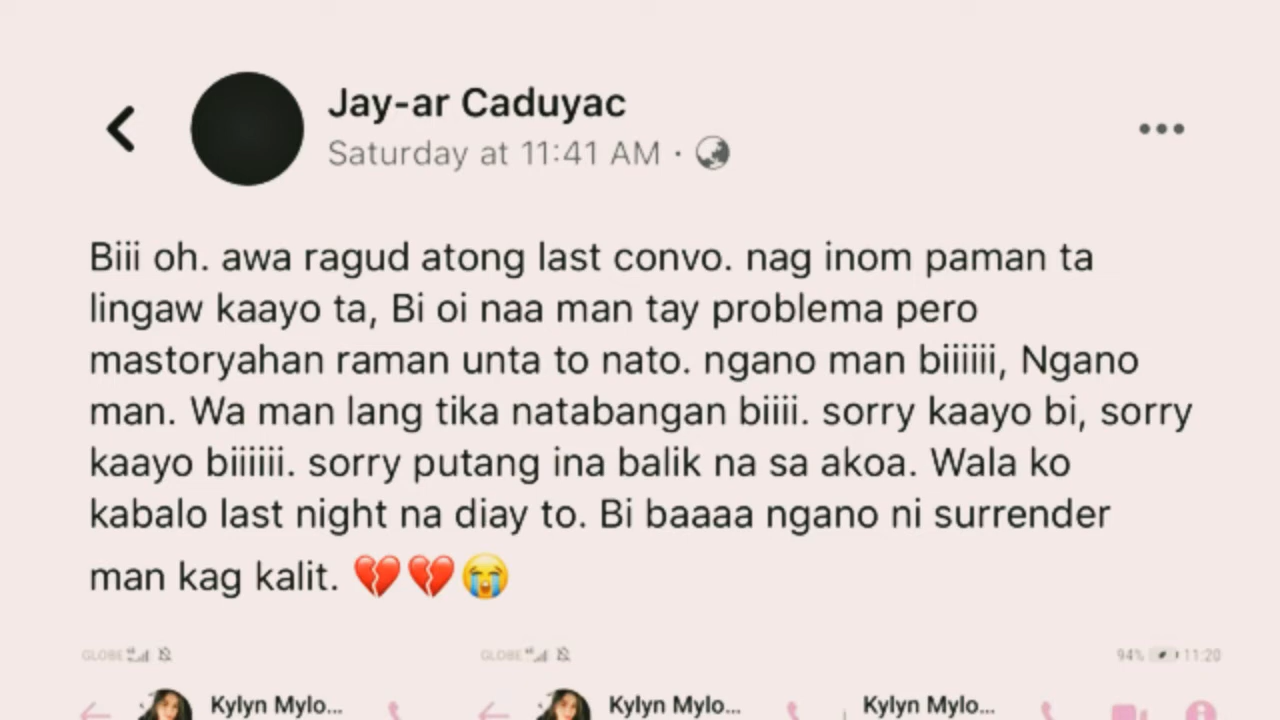 Jay-ar Caduyac
Saturday at 11:41 AM ·
Biii oh. awa ragud atong last convo. nag inom paman ta
lingaw kaayo ta, Bi oi naa man tay problema pero
mastoryahan raman unta to nato. ngano man biiiiii, Ngano
man. Wa man lang tika natabangan biiii. sorry kaayo bi, sorry
kaayo biiiiii. sorry putang ina balik na sa akoa. Wala ko
kabalo last night na diay to. Bi baaaa ngano ni surrender
man kag kalit. 💔💔😭
GLOBE GLOBE 94% 11:20
Kylyn Mylo... Kylyn Mylo... Kylyn Mylo...